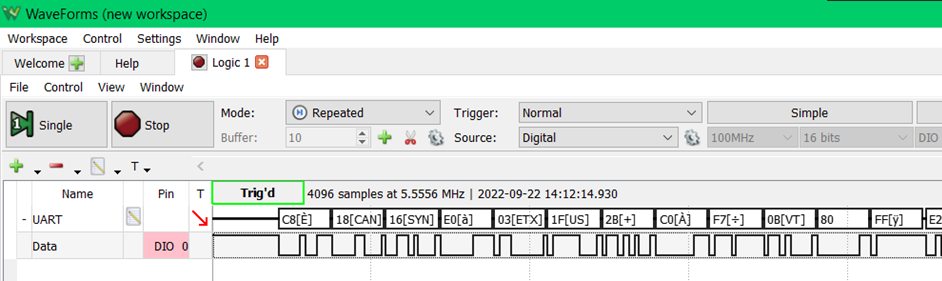 WaveForms (new workspace)
Workspace Control Settings Window Help
Welcome Help Logic 1
File Control View Window
Single Stop Mode: Repeated Trigger: Normal Simple
Buffer: 10 Source: Digital 100MHz 16 bits DIO
T
Name Pin T Trig'd 4096 samples at 5.5556 MHz | 2022-09-22 14:12:14.930
- UART C8[È] 18[CAN] 16[SYN] E0[à] 03[ETX] 1F[US] 2B[+] C0[À] F7[÷] 0B[VT] 80 FF[ÿ] E2
Data DIO 0